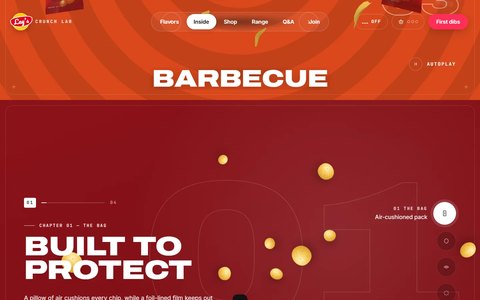 Lay's
CRUNCH LAB
Flavors
Inside
Shop
Range
Q&A
Join
... OFF
First dibs
BARBECUE
AUTOPLAY
01
04
01 THE BAG
Air-cushioned pack
B
01
CHAPTER 01 — THE BAG
BUILT TO
PROTECT
A pillow of air cushions every chip, while a foil-lined film keeps out